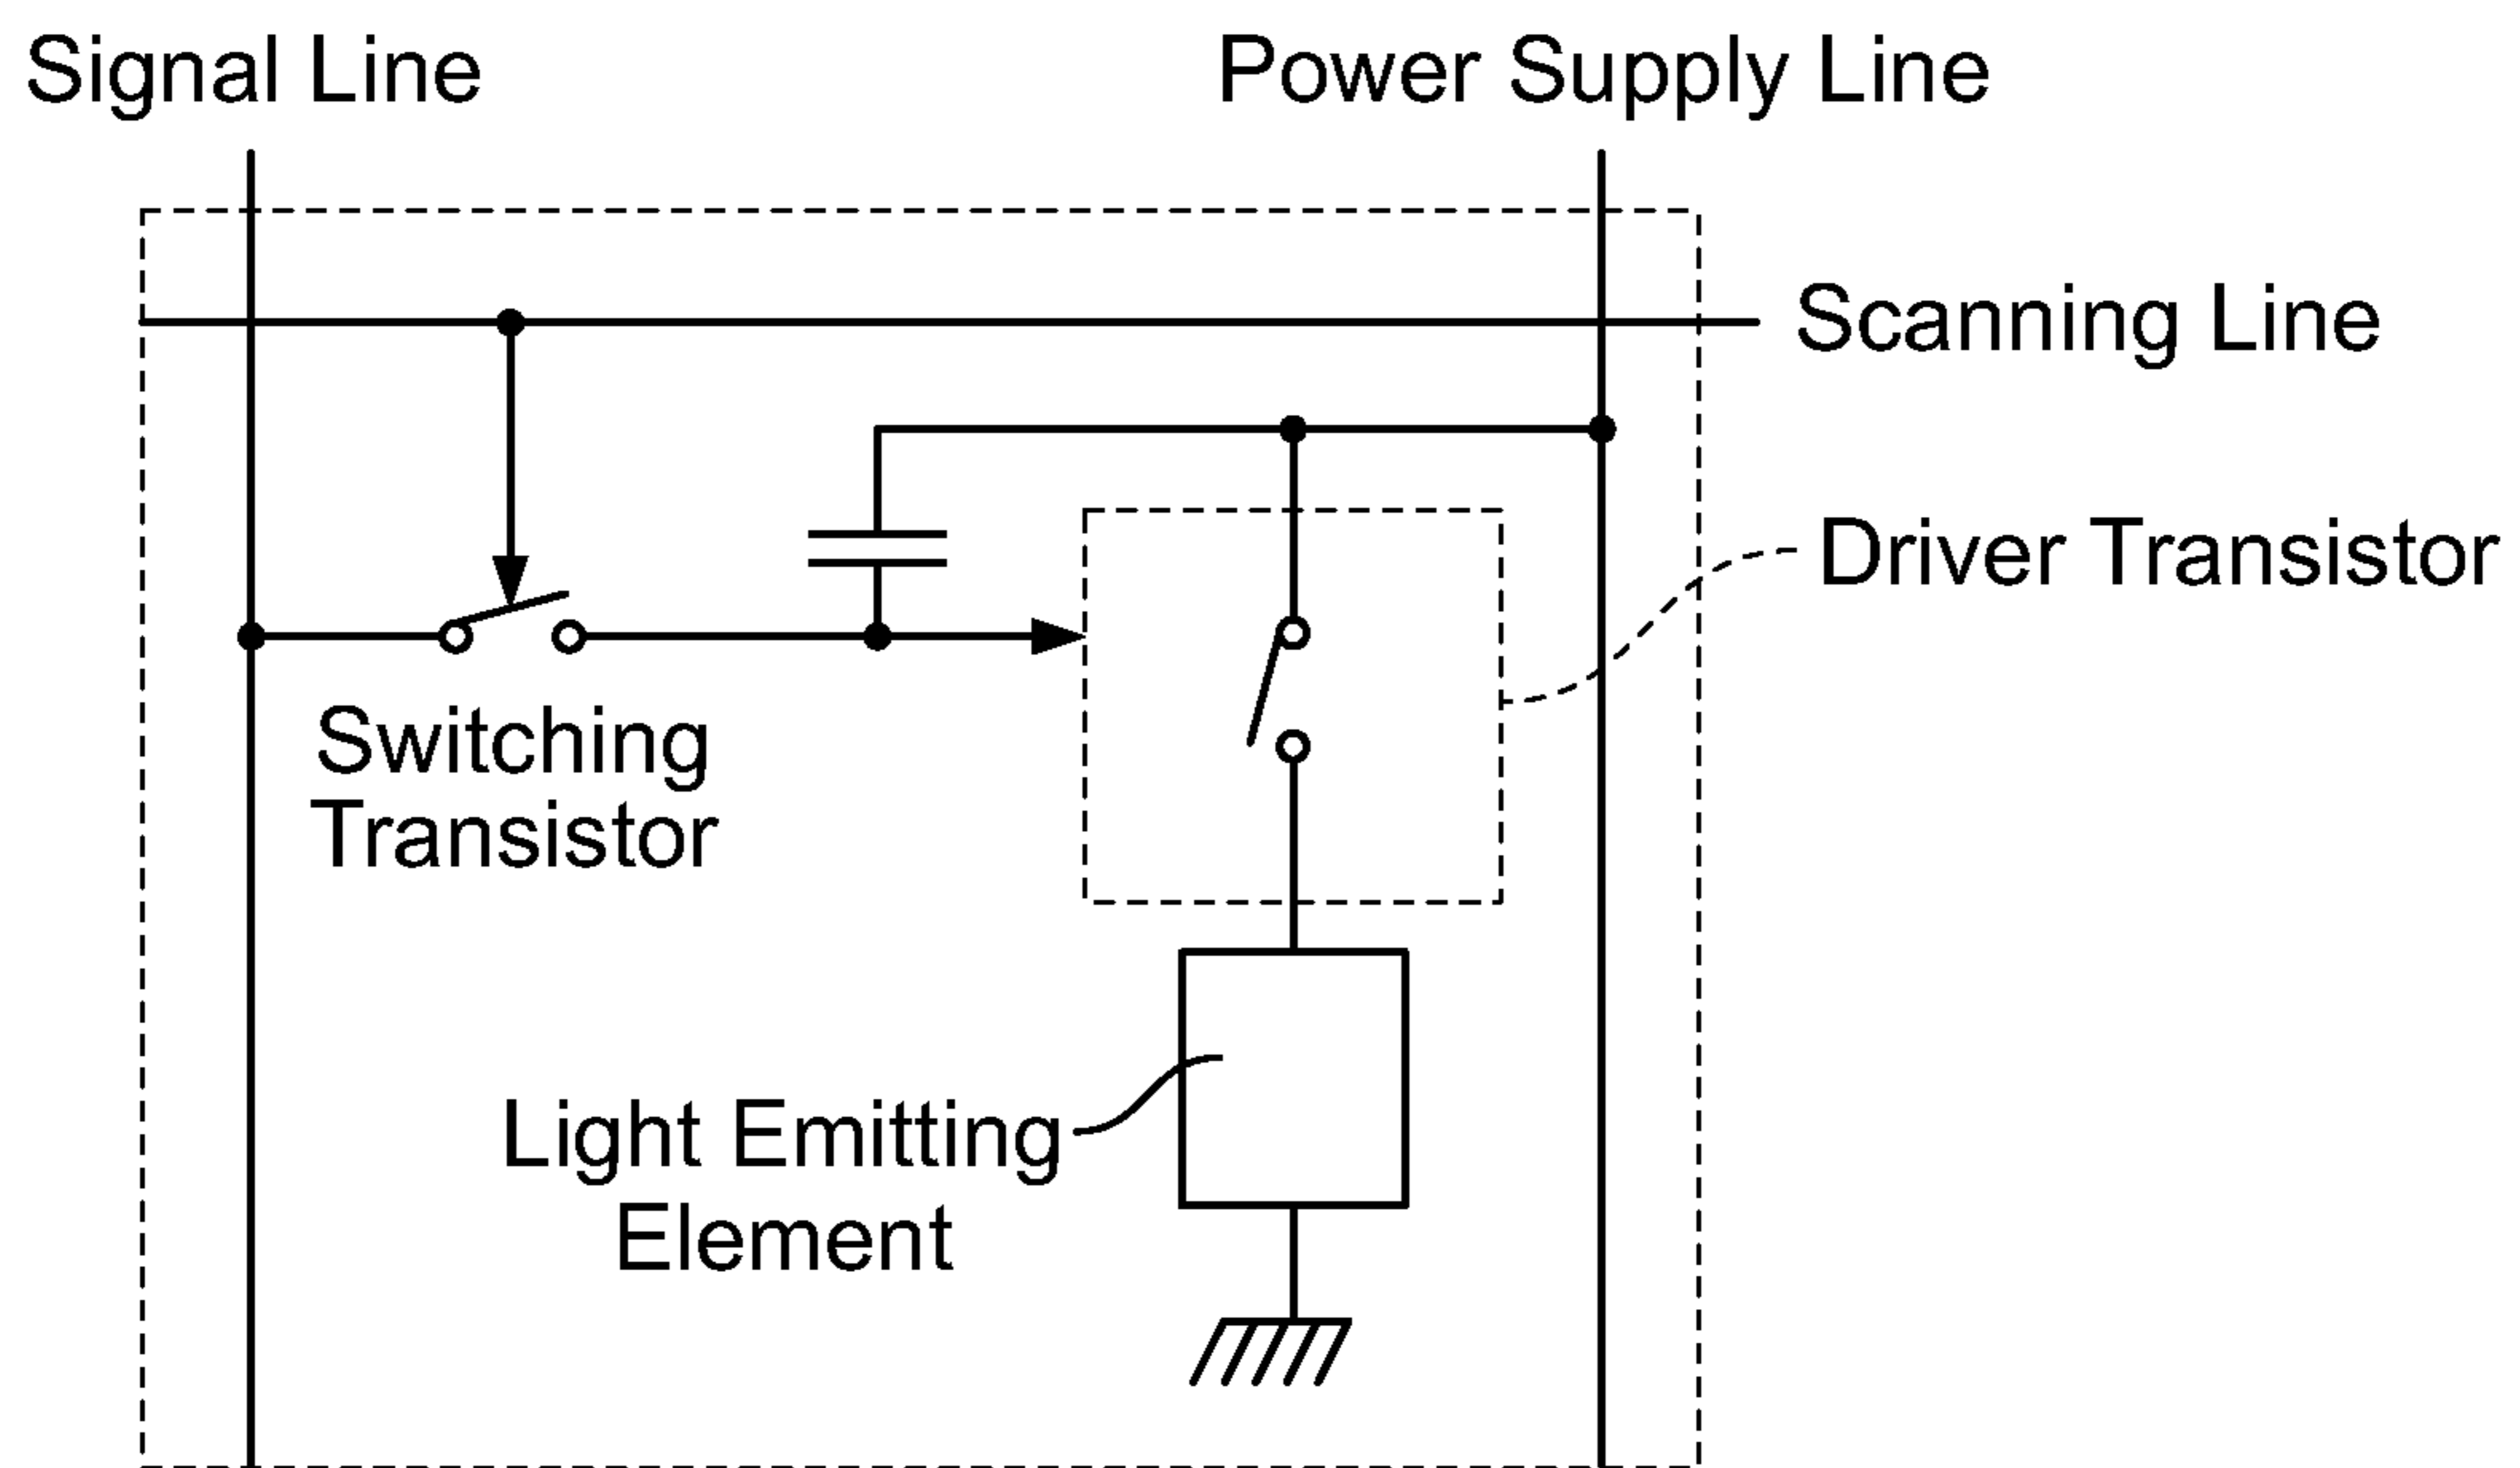 Signal Line
Power Supply Line
Scanning Line
Driver Transistor
Switching
Transistor
Light Emitting
Element